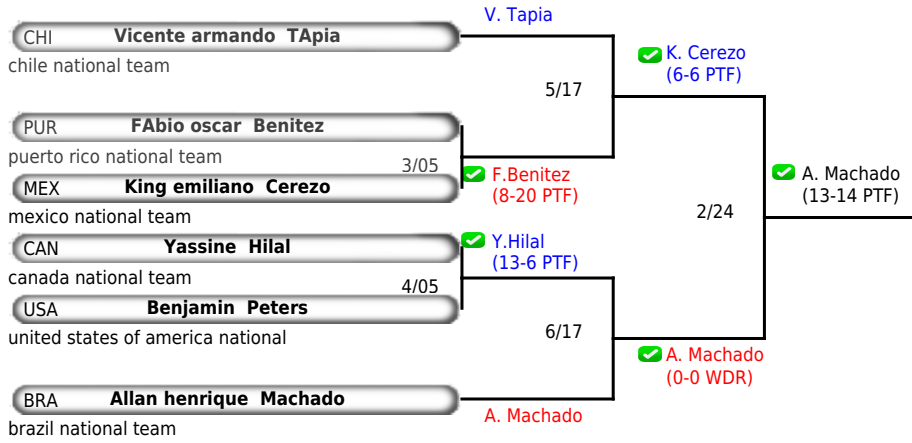 V. Tapia
CHI Vicente armando TApia
chile national team
K. Cerezo
(6-6 PTF)
5/17
PUR FAbio oscar Benitez
puerto rico national team
3/05
F.Benitez
(8-20 PTF)
MEX King emiliano Cerezo
mexico national team
A. Machado
(13-14 PTF)
2/24
CAN Yassine Hilal
canada national team
Y.Hilal
(13-6 PTF)
4/05
USA Benjamin Peters
united states of america national
6/17
A. Machado
(0-0 WDR)
BRA Allan henrique Machado
brazil national team
A. Machado